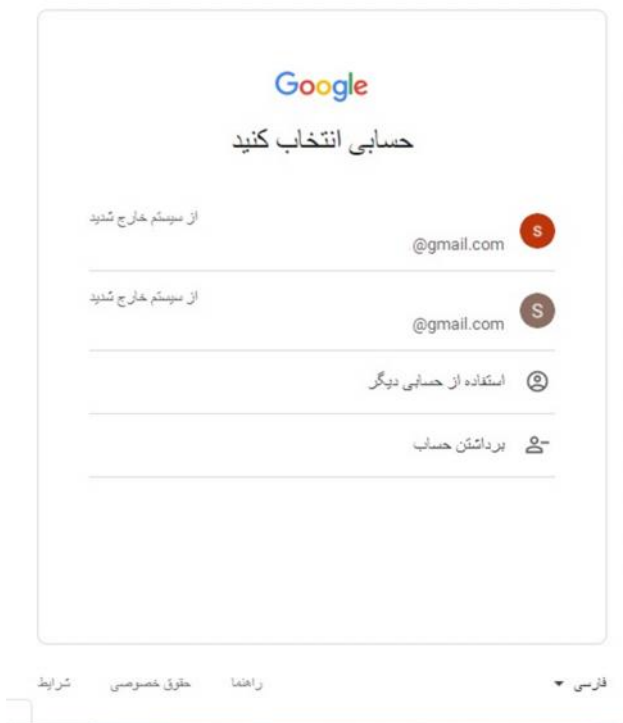 Google
حسابی انتخاب کنید
s
از سیستم خارج شدید
@gmail.com
S
از سیستم خارج شدید
@gmail.com
استفاده از حسابی دیگر
برداشتن حساب
فارسی
راهنما
حقوق خصوصی
شرایط